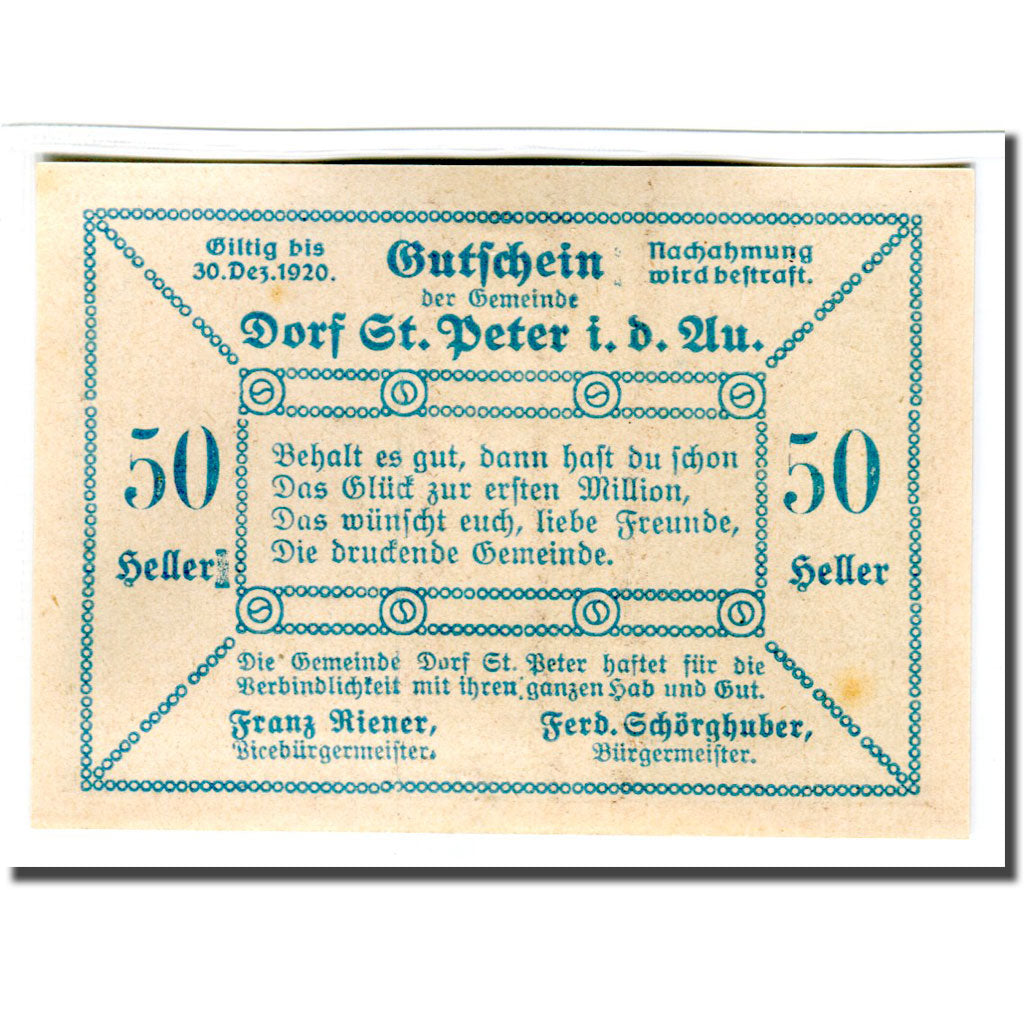 Giltig bis
30. Dez. 1920.
Gutschein
der Gemeinde
Dorf St. Peter i. d. Au.
Nachahmung
wird bestraft.
50
Heller
Behalt es gut, dann hast du schon
Das Glück zur ersten Million,
Das wünscht euch, liebe Freunde,
Die druckende Gemeinde.
50
Heller
Die Gemeinde Dorf St. Peter haftet für die
Verbindlichkeit mit ihren ganzen Hab und Gut.
Franz Riener,
Vicebürgermeister.
Ferd. Schörghuber,
Bürgermeister.